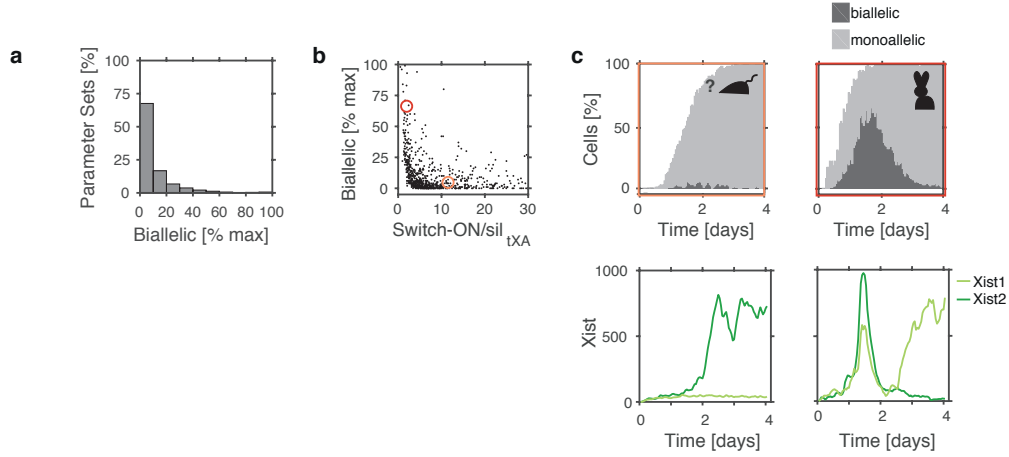 biallelic
monoallelic
a
Parameter Sets [%]
100
75
50
25
0
0 20 40 60 80 100
Biallelic [% max]
b
Biallelic [% max]
100
75
50
25
0
0 10 20 30
Switch-ON/sil tXA
c
Cells [%]
100
50
0
?
0 2 4
Time [days]
0 2 4
Time [days]
Xist
1000
500
0
0 2 4
Time [days]
0 2 4
Time [days]
Xist1
Xist2